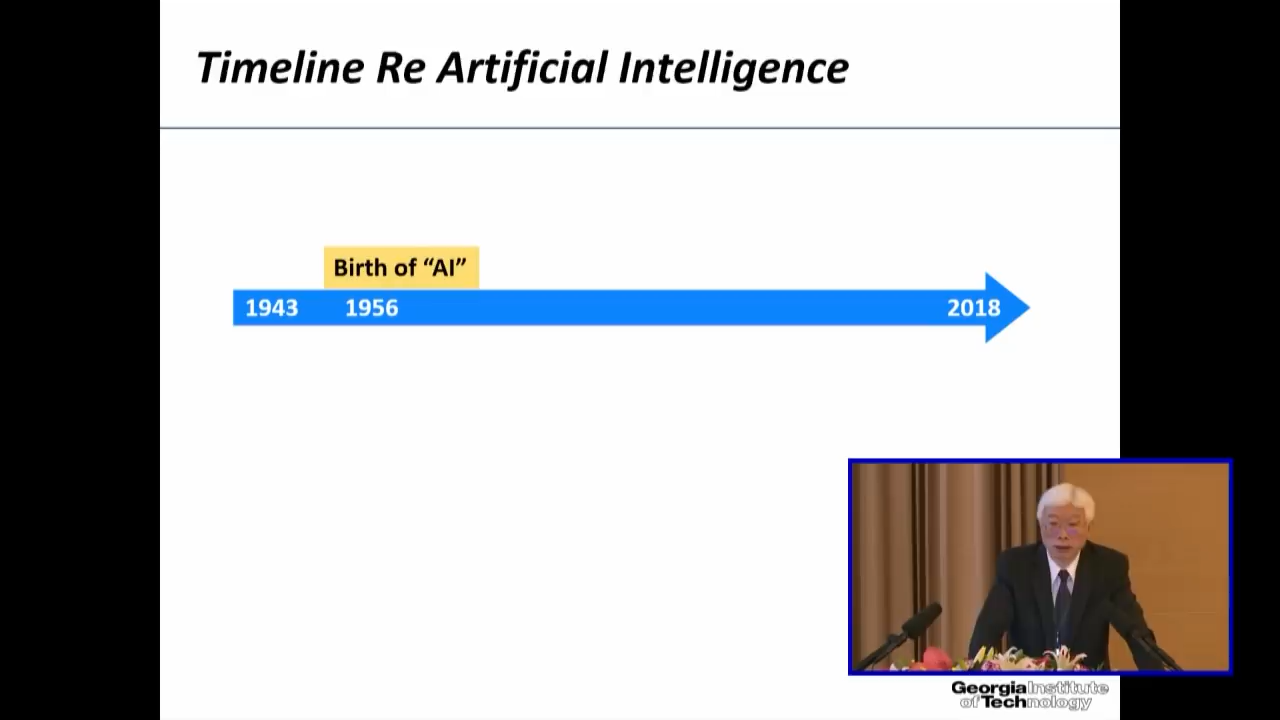 Timeline Re Artificial Intelligence
Birth of “AI”
1943 1956 2018
Georgia Institute
of Technology